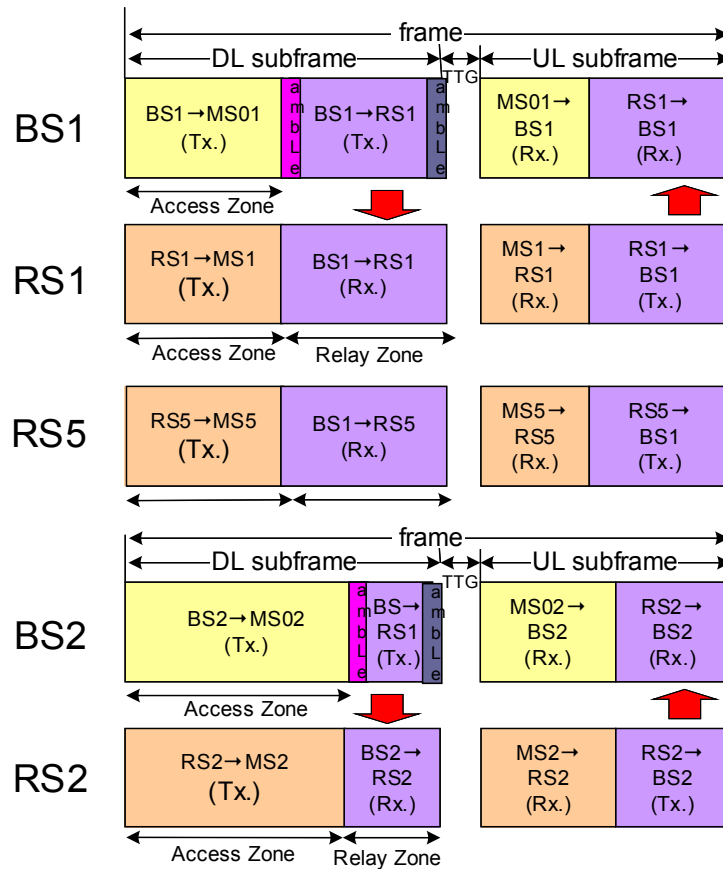 frame
DL subframe
TTG
UL subframe
BS1
BS1→MS01
(Tx.)
a
m
b
L
e
BS1→RS1
(Tx.)
a
m
b
L
e
MS01→
BS1
(Rx.)
RS1→
BS1
(Rx.)
Access Zone
RS1
RS1→MS1
(Tx.)
BS1→RS1
(Rx.)
MS1→
RS1
(Rx.)
RS1→
BS1
(Tx.)
Access Zone
Relay Zone
RS5
RS5→MS5
(Tx.)
BS1→RS5
(Rx.)
MS5→
RS5
(Rx.)
RS5→
BS1
(Tx.)
frame
DL subframe
TTG
UL subframe
BS2
BS2→MS02
(Tx.)
a
m
b
L
e
BS→
RS1
(Tx.)
a
m
b
L
e
MS02→
BS2
(Rx.)
RS2→
BS2
(Rx.)
Access Zone
RS2
RS2→MS2
(Tx.)
BS2→
RS2
(Rx.)
MS2→
RS2
(Rx.)
RS2→
BS2
(Tx.)
Access Zone
Relay Zone